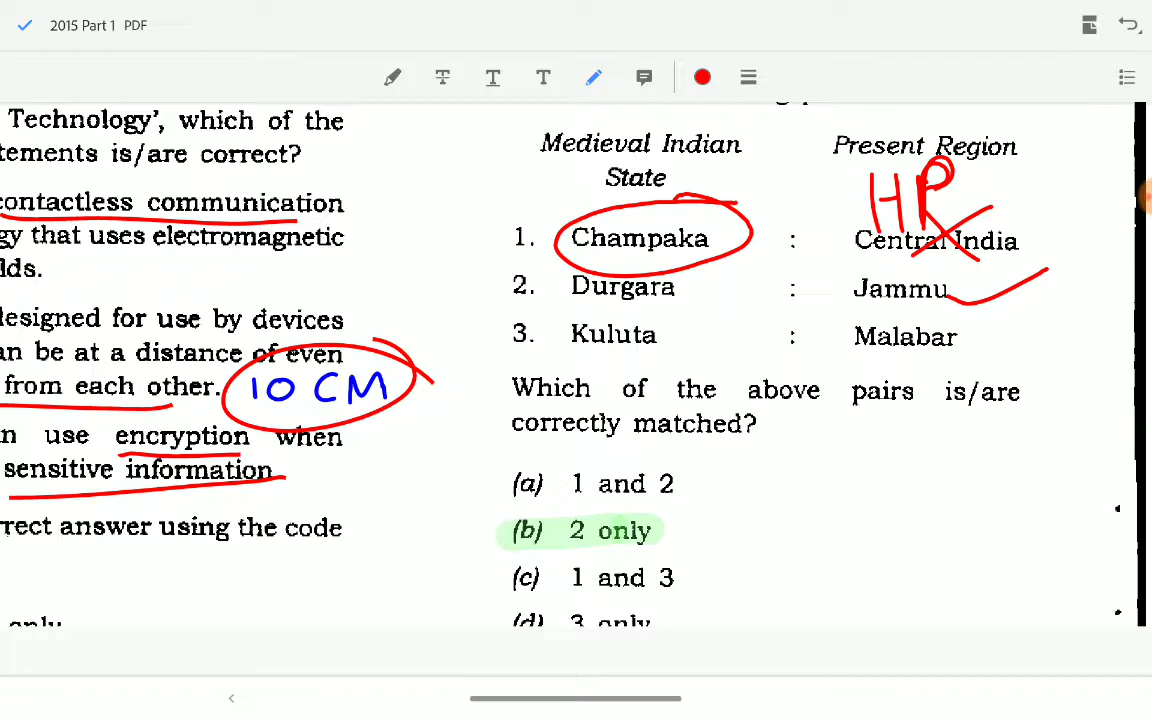 2015 Part 1 PDF
Technology', which of the
tements is/are correct?
contactless communication
gy that uses electromagnetic
lds.
designed for use by devices
an be at a distance of even
from each other.
10 CM
n use encryption when
sensitive information
rrect answer using the code
only
Medieval Indian
State
Present Region
HP
1. Champaka : Central India
2. Durgara : Jammu
3. Kuluta : Malabar
Which of the above pairs is/are
correctly matched?
(a) 1 and 2
(b) 2 only
(c) 1 and 3
(d) 3 only